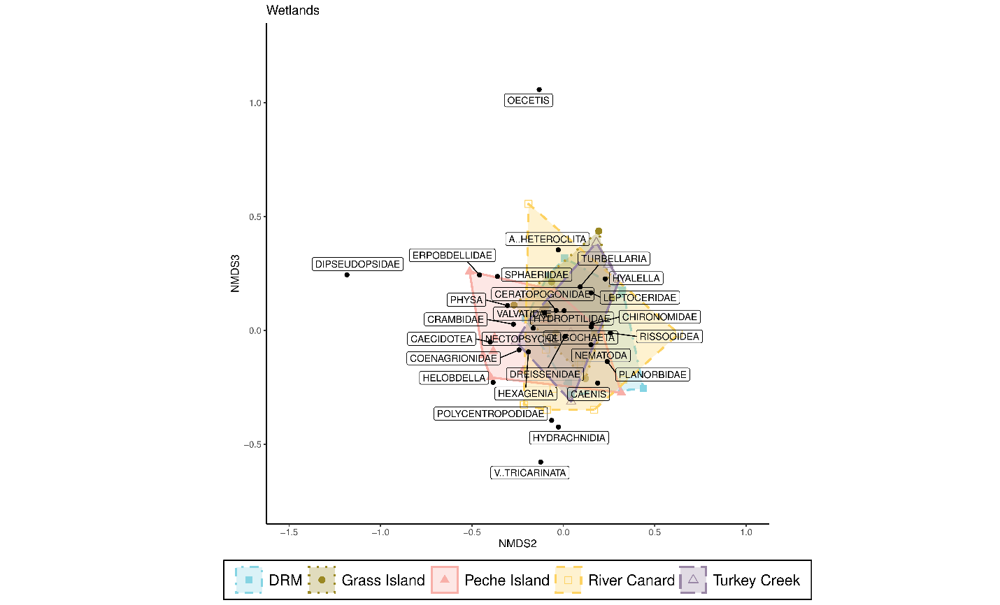 Wetlands
OECETIS
1.0
0.5
A..HETEROCLITA
ERPOBDELLIDAE
TURBELLARIA
DIPSEUDOPSIDAE
SPHAERIIDAE
HYALELLA
NMDS3
CERATOPOGONIDAE
LEPTOCERIDAE
PHYSA
VALVATIDAE
HYDROPTILIDAE
CHIRONOMIDAE
CRAMBIDAE
0.0
CAECIDOTEA
NECTOPSYCHE
OLIGOCHAETA
RISSOOIDEA
COENAGRIONIDAE
NEMATODA
HELOBDELLA
DREISSENIDAE
PLANORBIDAE
HEXAGENIA
CAENIS
POLYCENTROPODIDAE
HYDRACHNIDIA
−0.5
V..TRICARINATA
−1.5 −1.0 −0.5 0.0 0.5 1.0
NMDS2
DRM Grass Island Peche Island River Canard Turkey Creek